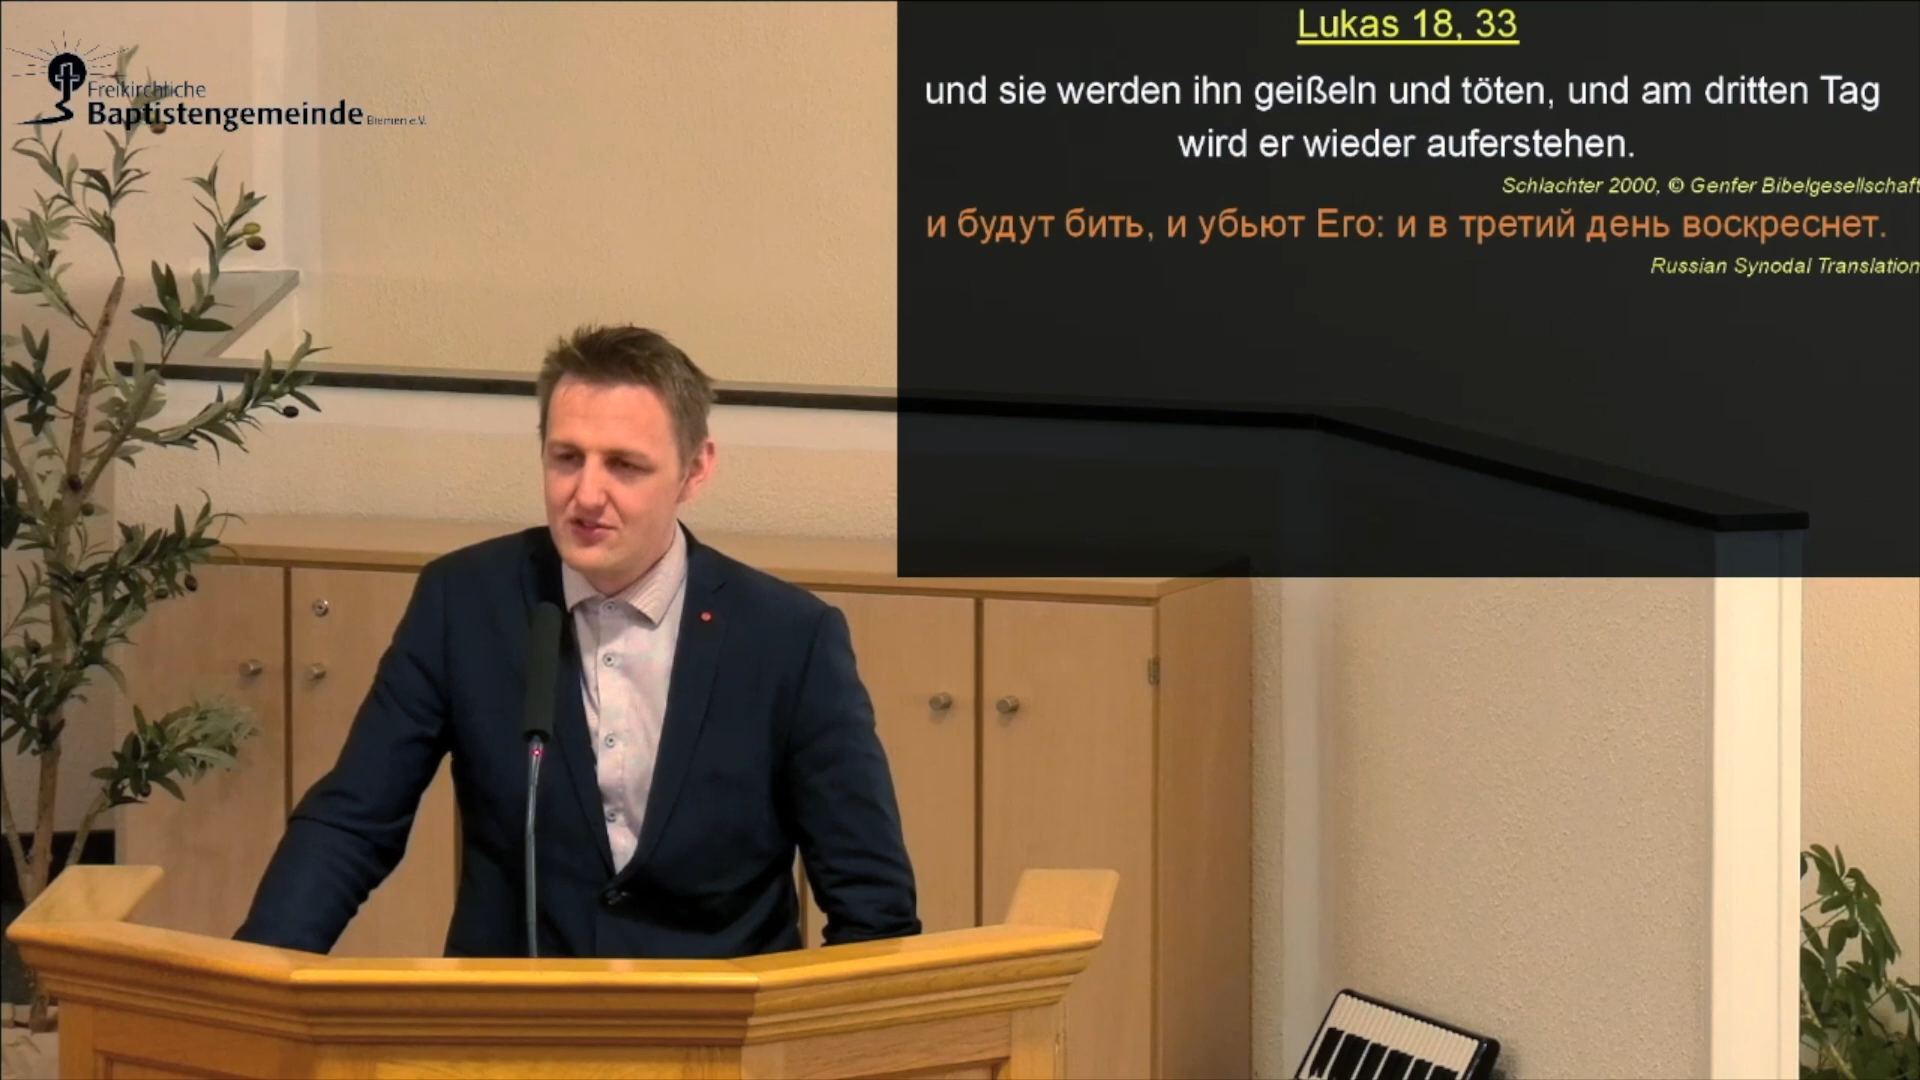 Freikirchliche
Baptistengemeinde Bremen e.V.
Lukas 18, 33
und sie werden ihn geißeln und töten, und am dritten Tag
wird er wieder auferstehen.
Schlachter 2000, © Genfer Bibelgesellschaft
и будут бить, и убьют Его: и в третий день воскреснет.
Russian Synodal Translation